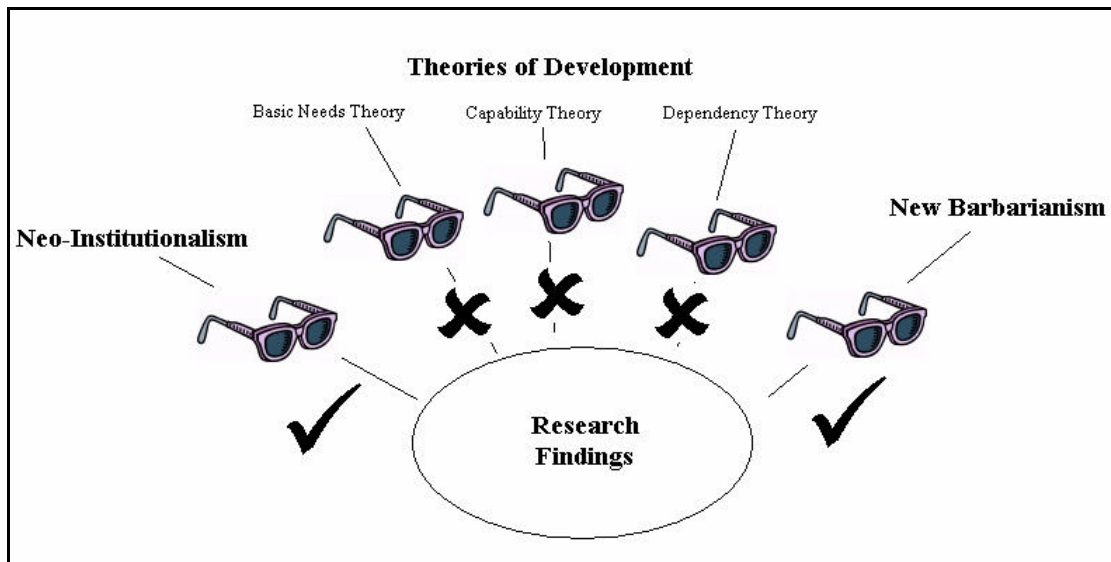 Theories of Development
Basic Needs Theory
Capability Theory
Dependency Theory
Neo-Institutionalism
New Barbarianism
Research
Findings